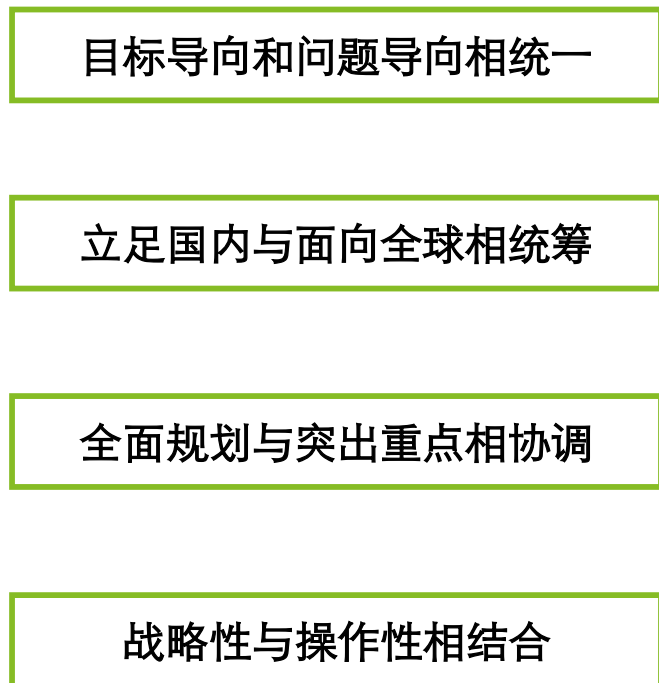 目标导向和问题导向相统一
立足国内与面向全球相统筹
全面规划与突出重点相协调
战略性与操作性相结合